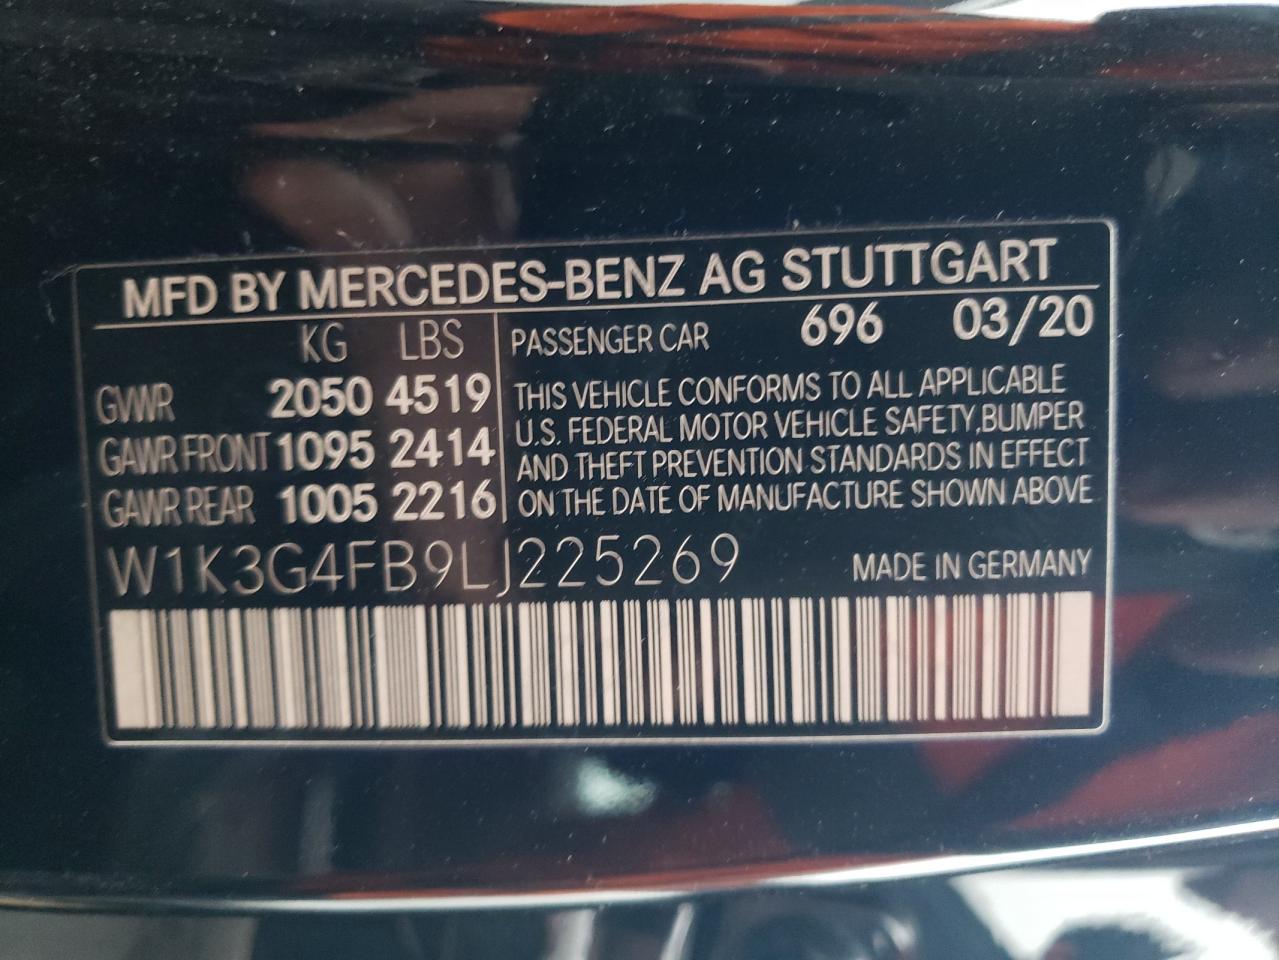 MFD BY MERCEDES-BENZ AG STUTTGART
KG LBS PASSENGER CAR 696 03/20
GVWR 2050 4519
GAWR FRONT 1095 2414
GAWR REAR 1005 2216
THIS VEHICLE CONFORMS TO ALL APPLICABLE
U.S. FEDERAL MOTOR VEHICLE SAFETY,BUMPER
AND THEFT PREVENTION STANDARDS IN EFFECT
ON THE DATE OF MANUFACTURE SHOWN ABOVE
W1K3G4FB9LJ225269 MADE IN GERMANY